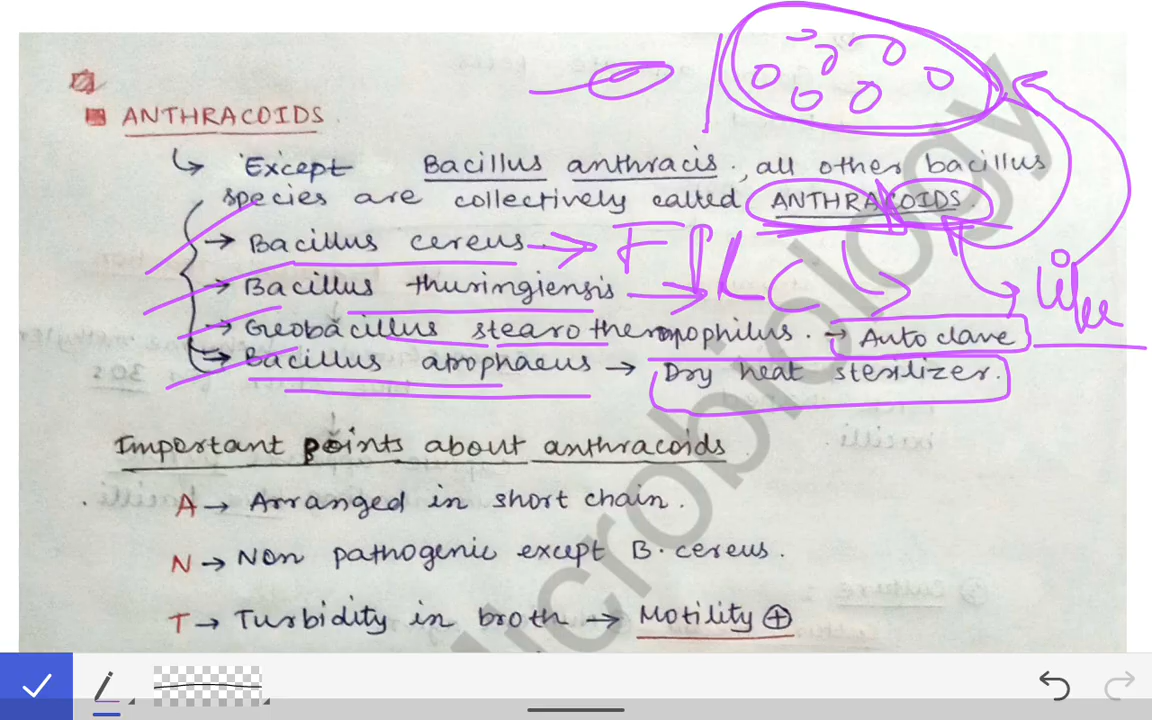 ANTHRACOIDS
↳ Except Bacillus anthracis, all other bacillus
species are collectively called ANTHRACOIDS.
→ Bacillus cereus →
→ Bacillus thuringiensis →
→ Geobacillus stearothermophilus. → Autoclave
→ Bacillus atrophaeus → Dry heat sterilizer.
like
Important points about anthracoids
A → Arranged in short chain.
N → Non pathogenic except B. cereus.
T → Turbidity in broth → Motility ⊕
crobiology